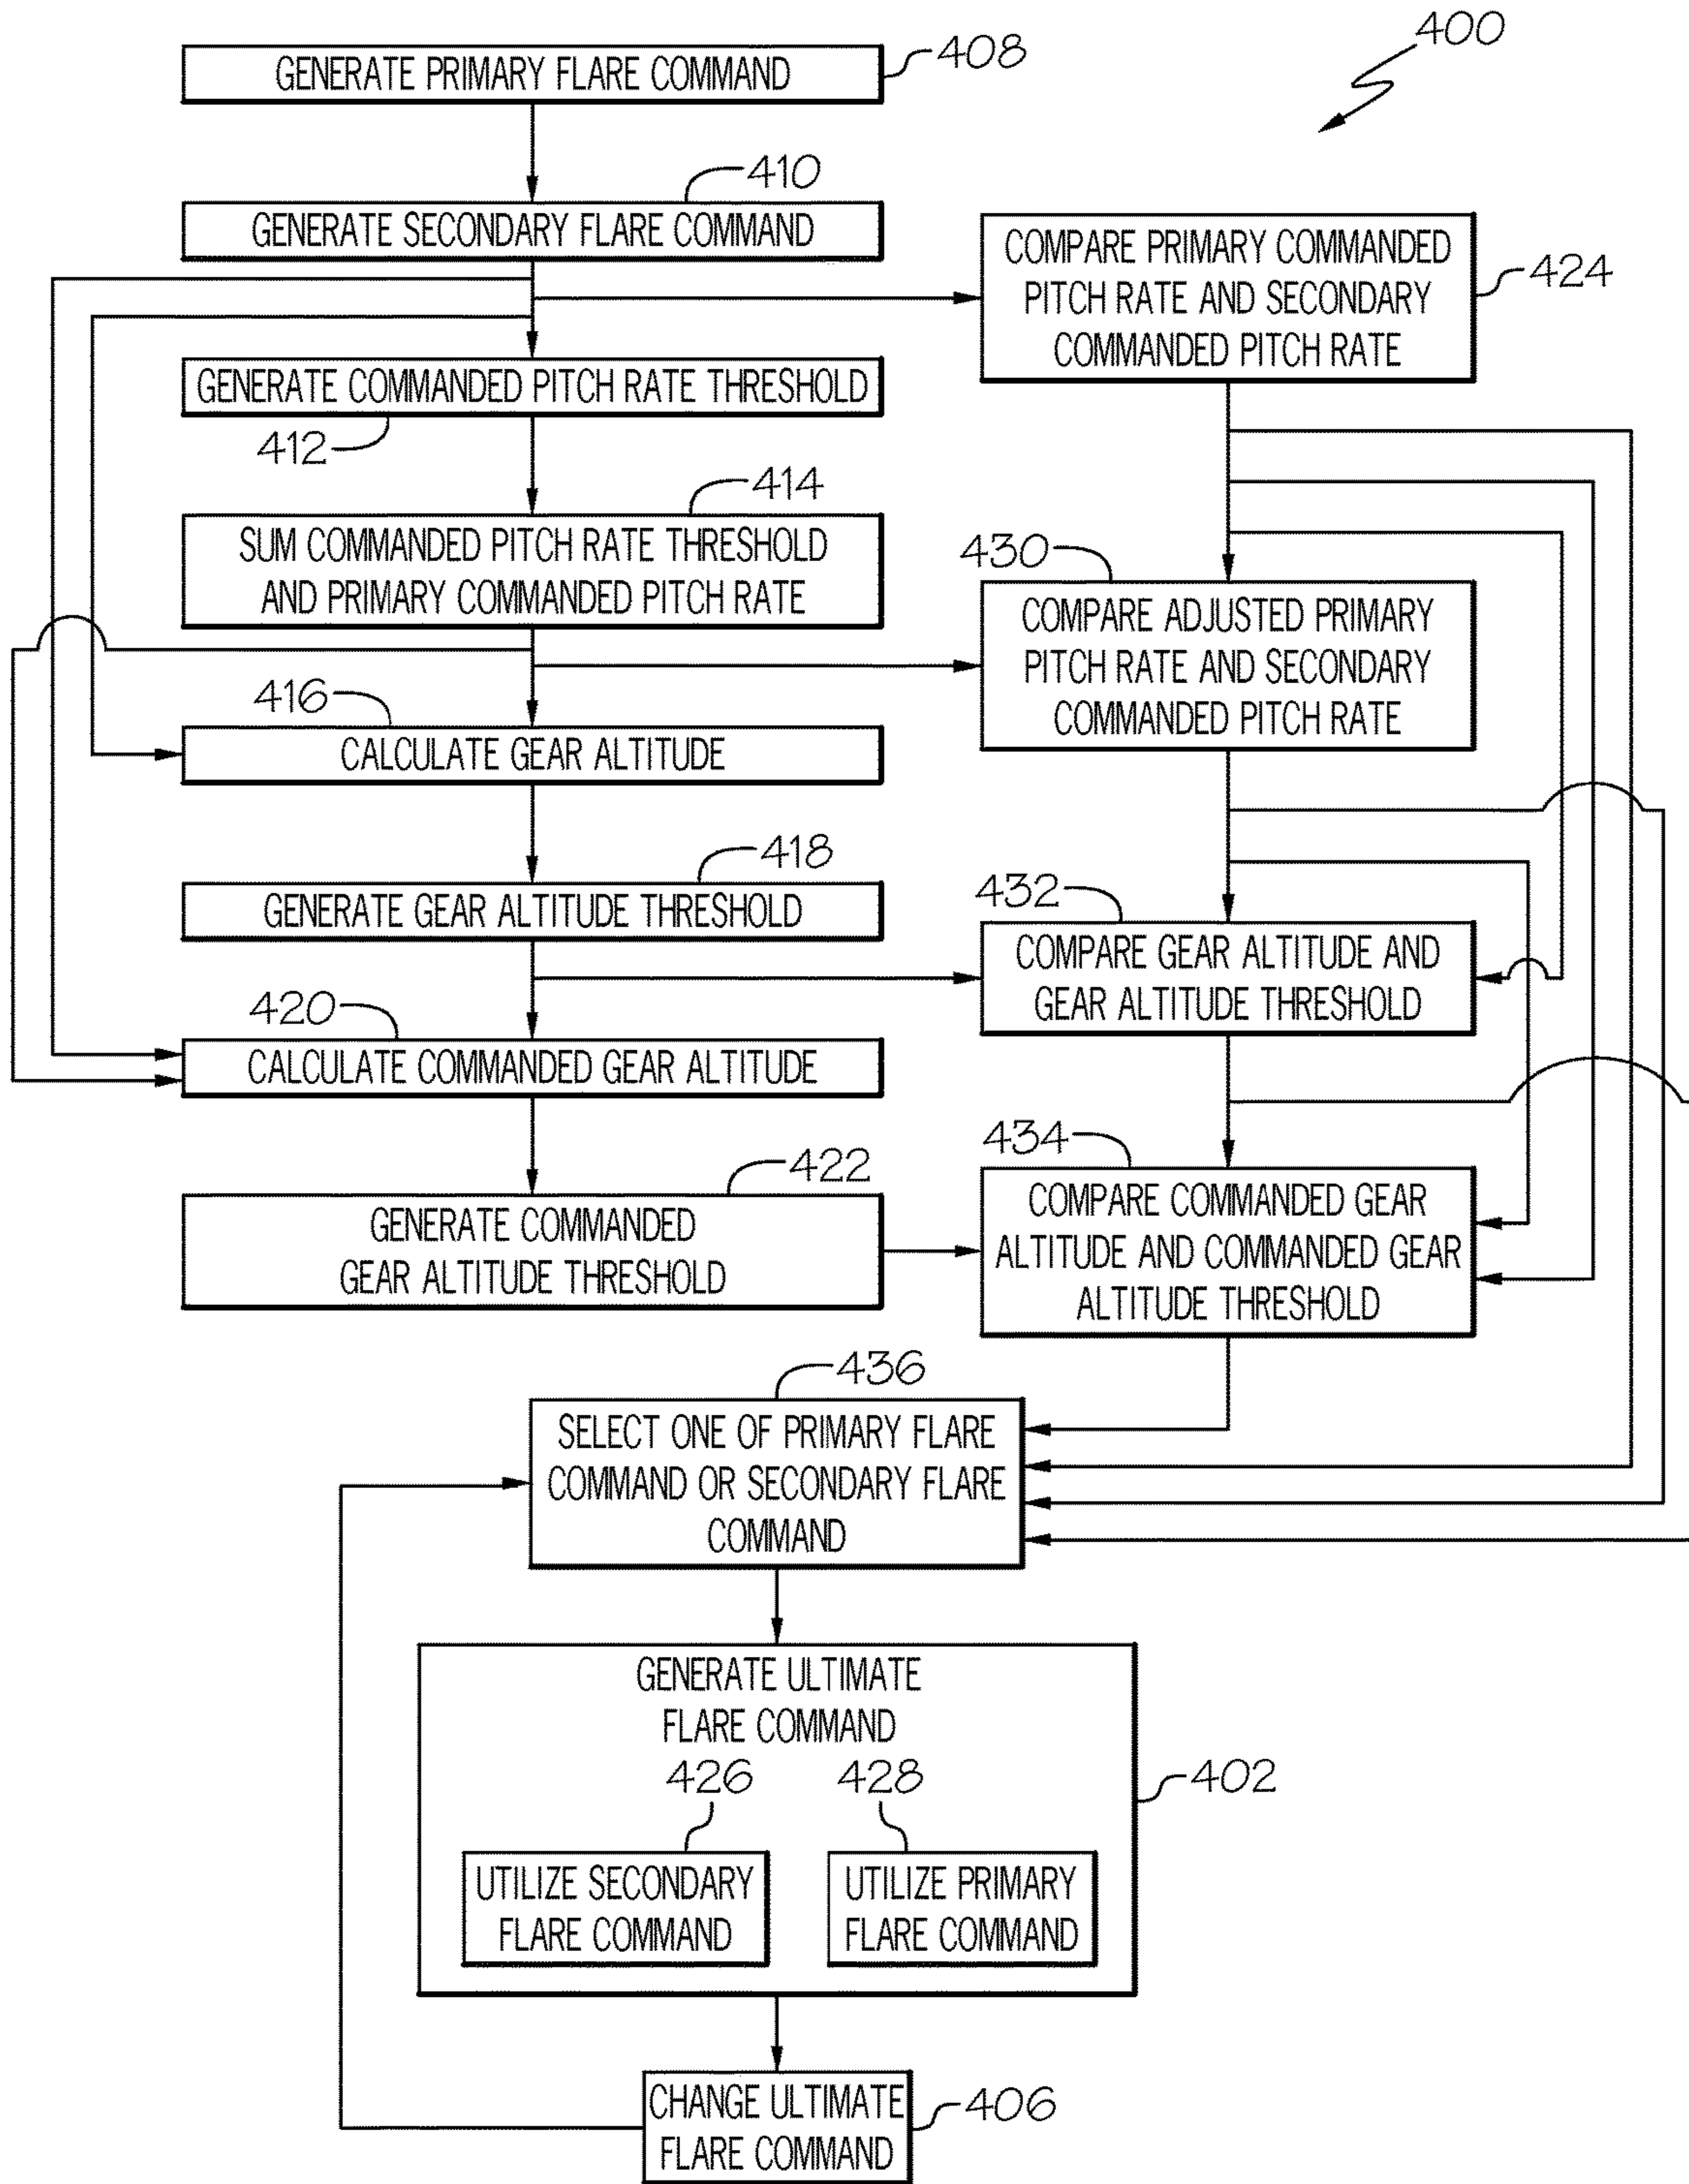 400
GENERATE PRIMARY FLARE COMMAND
408
410
GENERATE SECONDARY FLARE COMMAND
COMPARE PRIMARY COMMANDED
PITCH RATE AND SECONDARY
COMMANDED PITCH RATE
424
GENERATE COMMANDED PITCH RATE THRESHOLD
412
414
SUM COMMANDED PITCH RATE THRESHOLD
AND PRIMARY COMMANDED PITCH RATE
430
COMPARE ADJUSTED PRIMARY
PITCH RATE AND SECONDARY
COMMANDED PITCH RATE
416
CALCULATE GEAR ALTITUDE
418
GENERATE GEAR ALTITUDE THRESHOLD
432
COMPARE GEAR ALTITUDE AND
GEAR ALTITUDE THRESHOLD
420
CALCULATE COMMANDED GEAR ALTITUDE
422
GENERATE COMMANDED
GEAR ALTITUDE THRESHOLD
434
COMPARE COMMANDED GEAR
ALTITUDE AND COMMANDED GEAR
ALTITUDE THRESHOLD
436
SELECT ONE OF PRIMARY FLARE
COMMAND OR SECONDARY FLARE
COMMAND
GENERATE ULTIMATE
FLARE COMMAND
402
426
UTILIZE SECONDARY
FLARE COMMAND
428
UTILIZE PRIMARY
FLARE COMMAND
CHANGE ULTIMATE
FLARE COMMAND
406